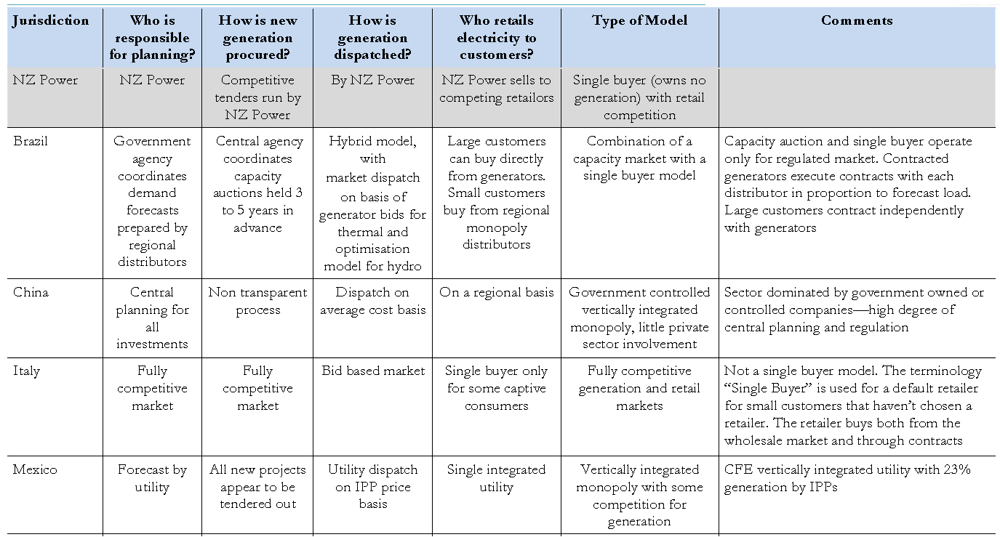 Jurisdiction
Who is
responsible
for planning?
How is new
generation
procured?
How is
generation
dispatched?
Who retails
electricity to
customers?
Type of Model
Comments
NZ Power
NZ Power
Competitive
tenders run by
NZ Power
By NZ Power
NZ Power sells to
competing retailors
Single buyer (owns no
generation) with retail
competition
Brazil
Government
agency
coordinates
demand
forecasts
prepared by
regional
distributors
Central agency
coordinates
capacity
auctions held 3
to 5 years in
advance
Hybrid model,
with
market dispatch
on basis of
generator bids for
thermal and
optimisation
model for hydro
Large customers
can buy directly
from generators.
Small customers
buy from regional
monopoly
distributors
Combination of a
capacity market with a
single buyer model
Capacity auction and single buyer operate
only for regulated market. Contracted
generators execute contracts with each
distributor in proportion to forecast load.
Large customers contract independently
with generators
China
Central
planning for
all
investments
Non transparent
process
Dispatch on
average cost basis
On a regional basis
Government controlled
vertically integrated
monopoly, little private
sector involvement
Sector dominated by government owned or
controlled companies—high degree of
central planning and regulation
Italy
Fully
competitive
market
Fully
competitive
market
Bid based market
Single buyer only
for some captive
consumers
Fully competitive
generation and retail
markets
Not a single buyer model. The terminology
“Single Buyer” is used for a default retailer
for small customers that haven’t chosen a
retailer. The retailer buys both from the
wholesale market and through contracts
Mexico
Forecast by
utility
All new projects
appear to be
tendered out
Utility dispatch
on IPP price
basis
Single integrated
utility
Vertically integrated
monopoly with some
competition for
generation
CFE vertically integrated utility with 23%
generation by IPPs